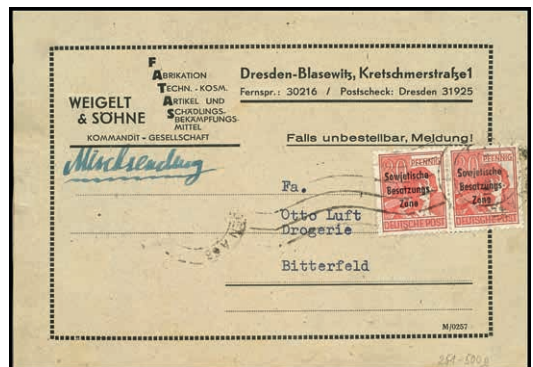 FABRIKATION
TECHN. - KOSM.
ARTIKEL UND
SCHÄDLINGS-
BEKÄMPFUNGS-
MITTEL
WEIGELT
& SÖHNE
KOMMANDIT - GESELLSCHAFT
Dresden-Blasewitz, Kretschmerstraße 1
Fernspr.: 30216 / Postscheck: Dresden 31925
Falls unbestellbar, Meldung!
Mischsendung
Fa.
Otto Luft
Drogerie
Bitterfeld
PFENNIG
Sowjetische
Besatzungs-
Zone
DEUTSCHE POST
PFENNIG
Sowjetische
Besatzungs-
Zone
DEUTSCHE POST
M/0257
251-500g